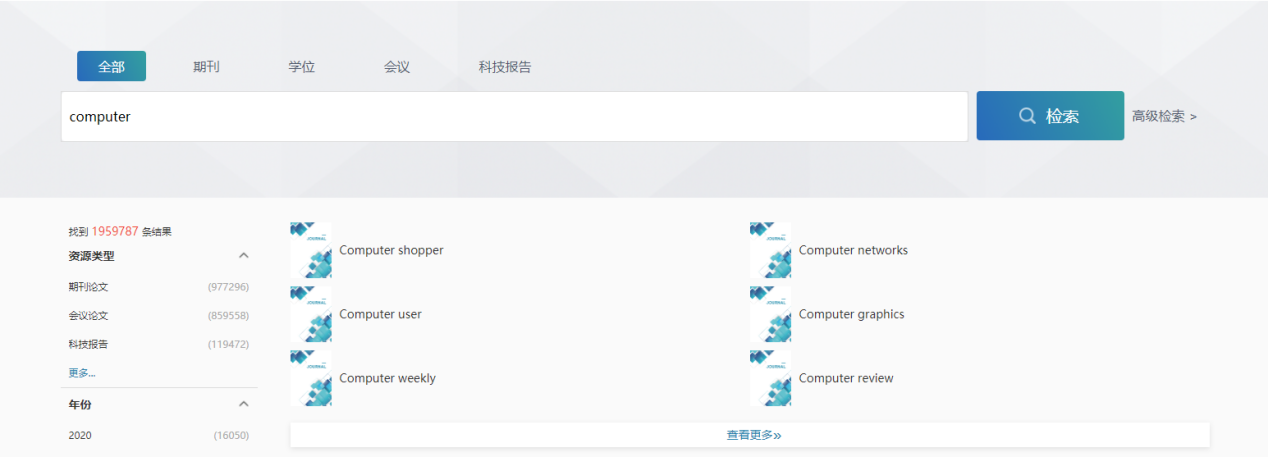 全部 期刊 学位 会议 科技报告
computer 检索 高级检索 >
找到 1959787 条结果
资源类型
期刊论文 (977296)
会议论文 (859558)
科技报告 (119472)
更多...
年份
2020 (16050)
Computer shopper Computer networks
Computer user Computer graphics
Computer weekly Computer review
查看更多»